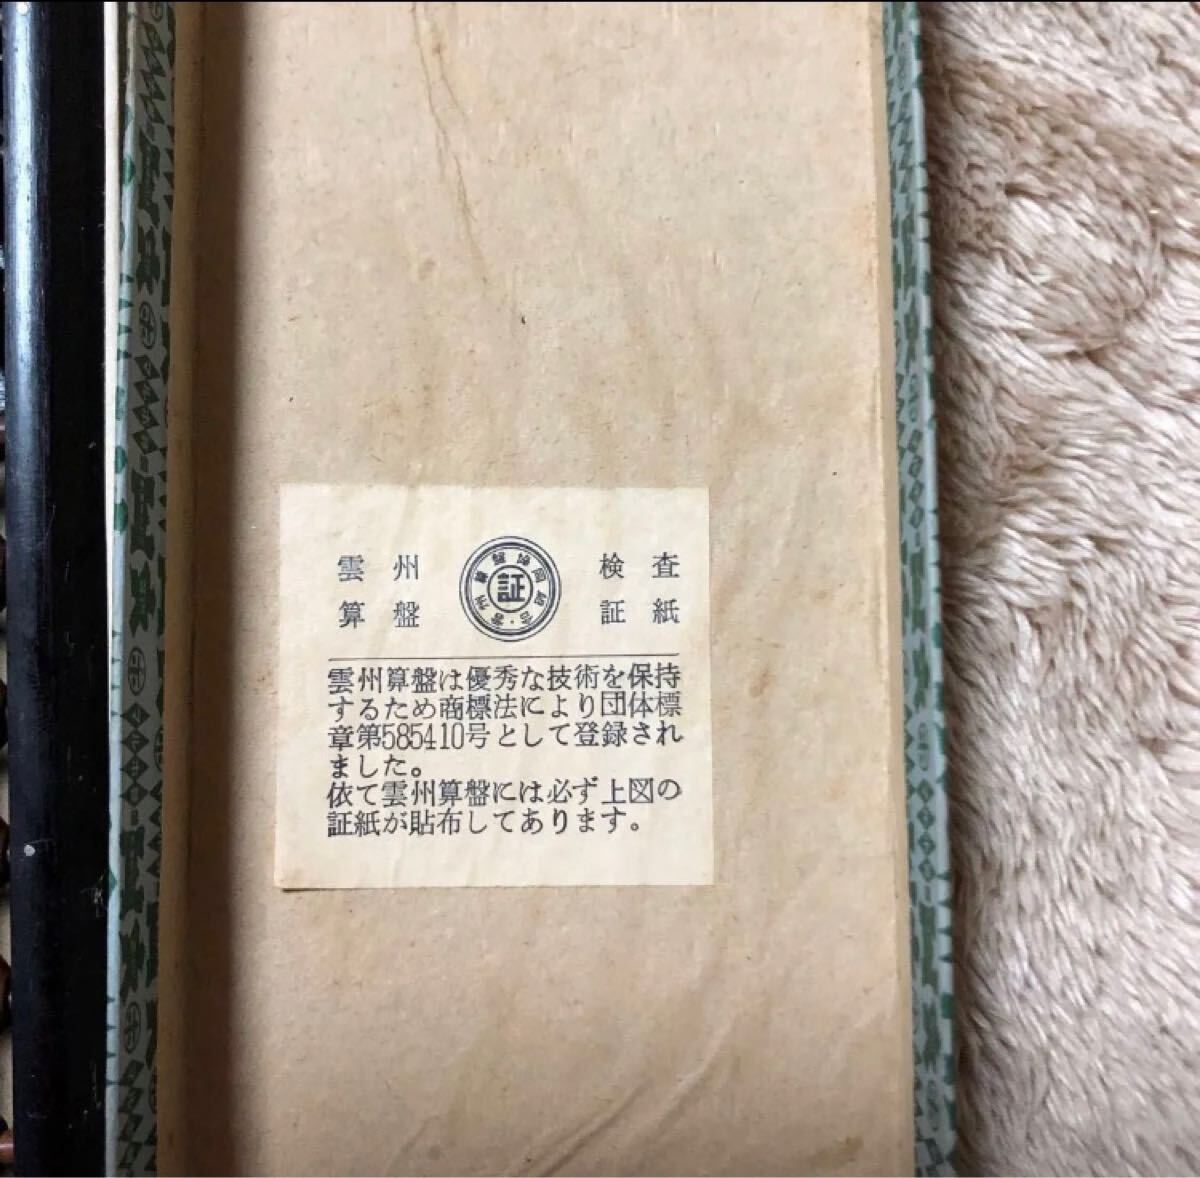 雲州
算盤
証
検査
証紙
雲州算盤は優秀な技術を保持
するため商標法により団体標
章第585410号として登録され
ました。
依て雲州算盤には必ず上図の
証紙が貼布してあります。